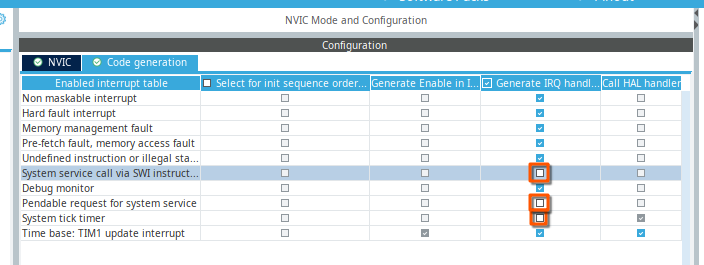 NVIC Mode and Configuration
Configuration
NVIC Code generation
Enabled interrupt table Select for init sequence order... Generate Enable in I... Generate IRQ handl... Call HAL handler
Non maskable interrupt
Hard fault interrupt
Memory management fault
Pre-fetch fault, memory access fault
Undefined instruction or illegal sta...
System service call via SWI instruct...
Debug monitor
Pendable request for system service
System tick timer
Time base: TIM1 update interrupt